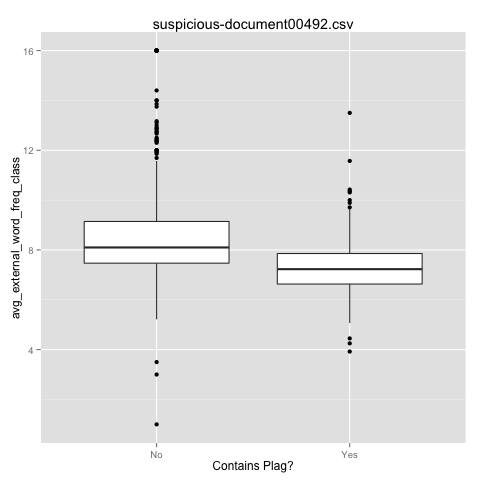 suspicious-document00492.csv
avg_external_word_freq_class
16
12
8
4
No Yes
Contains Plag?